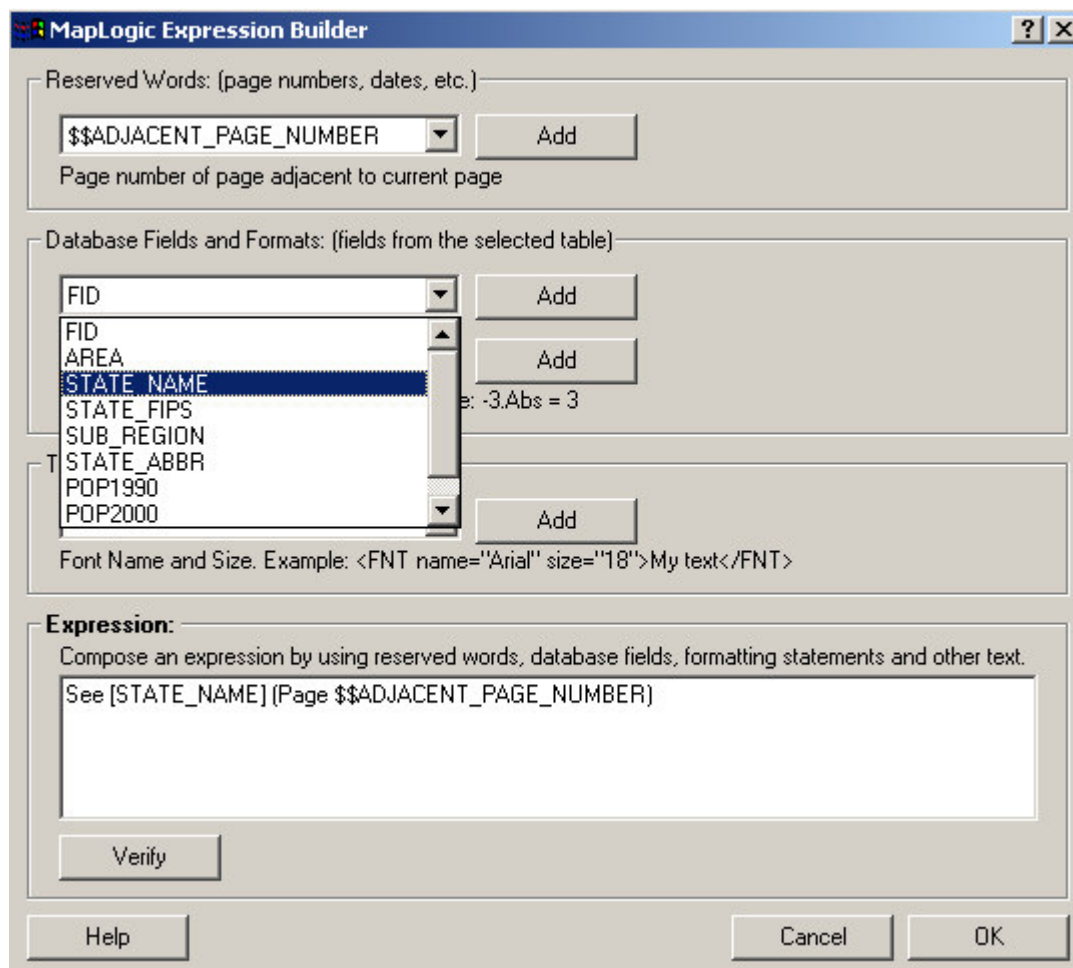 MapLogic Expression Builder
Reserved Words: (page numbers, dates, etc.)
$$ADJACENT_PAGE_NUMBER
Add
Page number of page adjacent to current page
Database Fields and Formats: (fields from the selected table)
FID
Add
FID
AREA
Add
STATE_NAME
-3.Abs = 3
STATE_FIPS
SUB_REGION
STATE_ABBR
POP1990
POP2000
Add
Font Name and Size. Example: <FNT name="Arial" size="18">My text</FNT>
Expression:
Compose an expression by using reserved words, database fields, formatting statements and other text.
See [STATE_NAME] (Page $$ADJACENT_PAGE_NUMBER)
Verify
Help
Cancel
OK